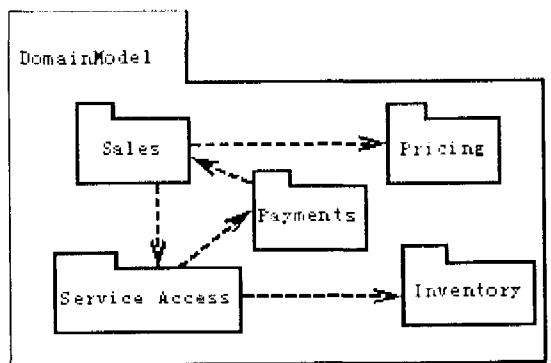 DomainModel
Sales
Pricing
Payments
Service Access
Inventory